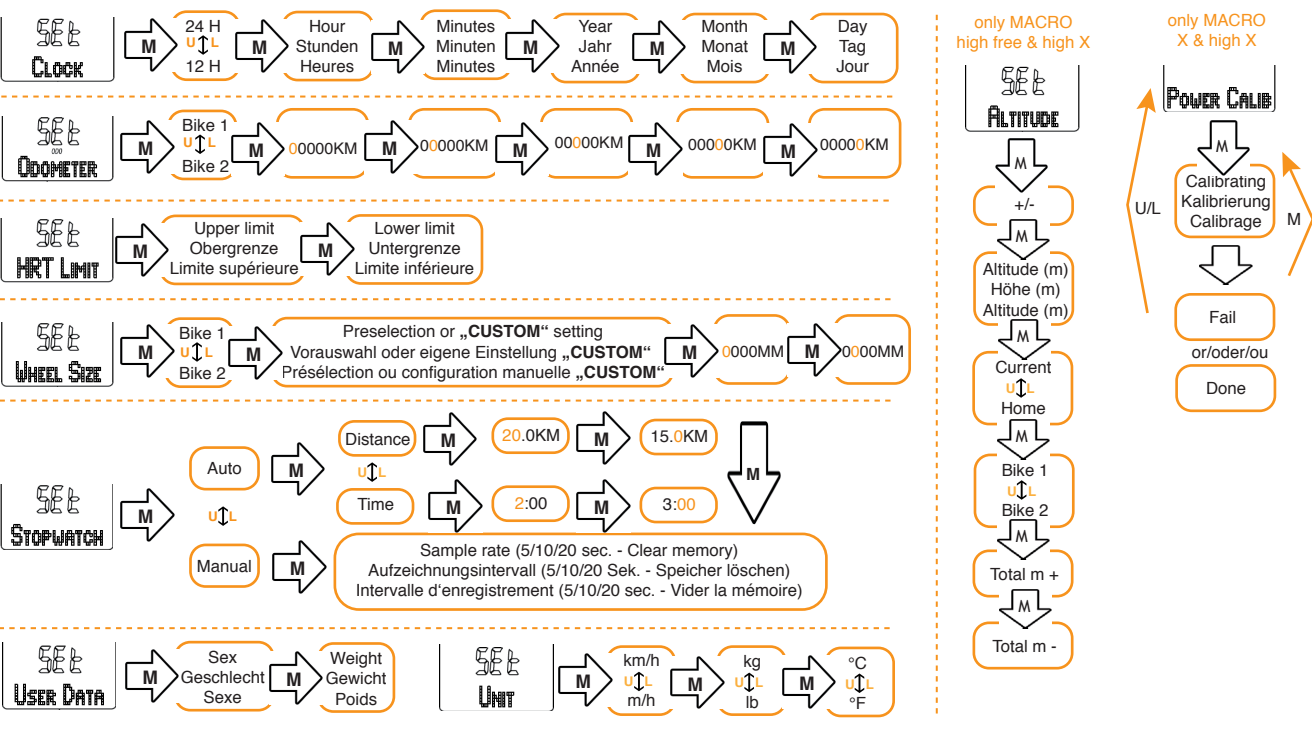 SEt
Clock
M
24 H
U L
12 H
M
Hour
Stunden
Heures
M
Minutes
Minuten
Minutes
M
Year
Jahr
Année
M
Month
Monat
Mois
M
Day
Tag
Jour
SEt
000
Odometer
M
Bike 1
U L
Bike 2
M
00000KM
M
00000KM
M
00000KM
M
00000KM
M
00000KM
SEt
HRT Limit
M
Upper limit
Obergrenze
Limite supérieure
M
Lower limit
Untergrenze
Limite inférieure
SEt
Wheel Size
M
Bike 1
U L
Bike 2
M
Preselection or „CUSTOM“ setting
Vorauswahl oder eigene Einstellung „CUSTOM“
Présélection ou configuration manuelle „CUSTOM“
M
0000MM
M
0000MM
SEt
Stopwatch
M
Auto
U L
Manual
M
Distance
U L
Time
M
20.0KM
M
15.0KM
M
2:00
M
3:00
M
M
Sample rate (5/10/20 sec. - Clear memory)
Aufzeichnungsintervall (5/10/20 Sek. - Speicher löschen)
Intervalle d‘enregistrement (5/10/20 sec. - Vider la mémoire)
SEt
User Data
M
Sex
Geschlecht
Sexe
M
Weight
Gewicht
Poids
SEt
Unit
M
km/h
U L
m/h
M
kg
U L
lb
M
°C
U L
°F
only MACRO
high free & high X
SEt
Altitude
M
+/-
M
Altitude (m)
Höhe (m)
Altitude (m)
M
Current
U L
Home
M
Bike 1
U L
Bike 2
M
Total m +
M
Total m -
only MACRO
X & high X
Power Calib
M
Calibrating
Kalibrierung
Calibrage
U/L
M
Fail
or/oder/ou
Done